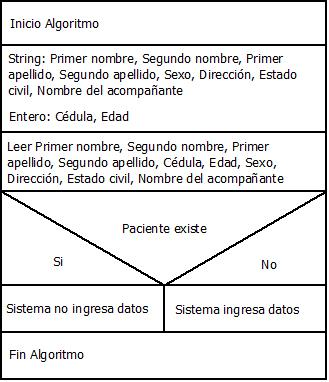 Inicio Algoritmo
String: Primer nombre, Segundo nombre, Primer
apellido, Segundo apellido, Sexo, Dirección, Estado
civil, Nombre del acompañante
Entero: Cédula, Edad
Leer Primer nombre, Segundo nombre, Primer
apellido, Segundo apellido, Cédula, Edad, Sexo,
Dirección, Estado civil, Nombre del acompañante
Paciente existe
Si
No
Sistema no ingresa datos
Sistema ingresa datos
Fin Algoritmo